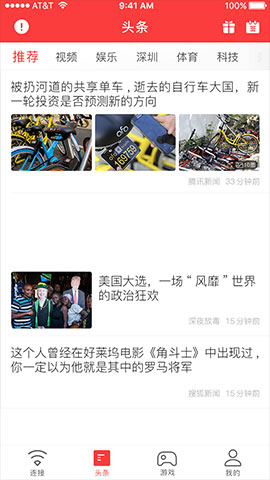 AT&T 9:41 AM 100%
头条
推荐 视频 娱乐 深圳 体育 科技
被扔河道的共享单车，逝去的自行车大国，新
一轮投资是否预测新的方向
腾讯新闻 33分钟前
美国大选，一场“风靡”世界
的政治狂欢
深夜放毒 15分钟前
这个人曾经在好莱坞电影《角斗士》中出现过，
你一定以为他就是其中的罗马将军
搜狐新闻 15分钟前
连接 头条 游戏 我的